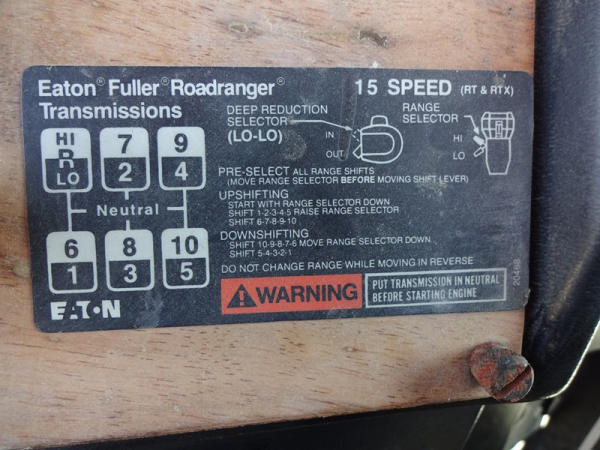 Eaton® Fuller® Roadranger®
Transmissions
15 SPEED (RT & RTX)
DEEP REDUCTION
SELECTOR
(LO-LO)
IN
OUT
RANGE
SELECTOR
HI
LO
HI 7 9
R
LO 2 4
Neutral
6 8 10
1 3 5
PRE-SELECT ALL RANGE SHIFTS
(MOVE RANGE SELECTOR BEFORE MOVING SHIFT LEVER)
UPSHIFTING
START WITH RANGE SELECTOR DOWN
SHIFT 1-2-3-4-5 RAISE RANGE SELECTOR
SHIFT 6-7-8-9-10
DOWNSHIFTING
SHIFT 10-9-8-7-6 MOVE RANGE SELECTOR DOWN
SHIFT 5-4-3-2-1
DO NOT CHANGE RANGE WHILE MOVING IN REVERSE
EATON
WARNING
PUT TRANSMISSION IN NEUTRAL
BEFORE STARTING ENGINE